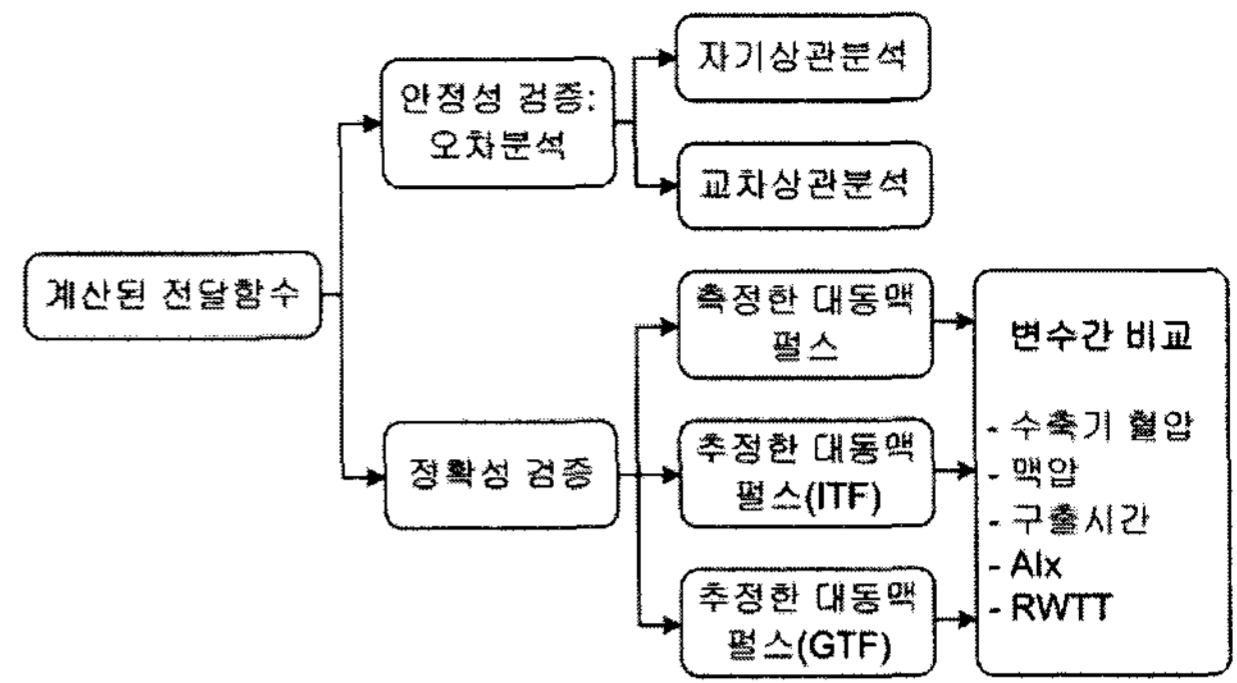 계산된 전달함수
안정성 검증:
오차분석
자기상관분석
교차상관분석
정확성 검증
측정한 대동맥
펄스
추정한 대동맥
펄스(ITF)
추정한 대동맥
펄스(GTF)
변수간 비교
- 수축기 혈압
- 맥압
- 구출시간
- AIx
- RWTT